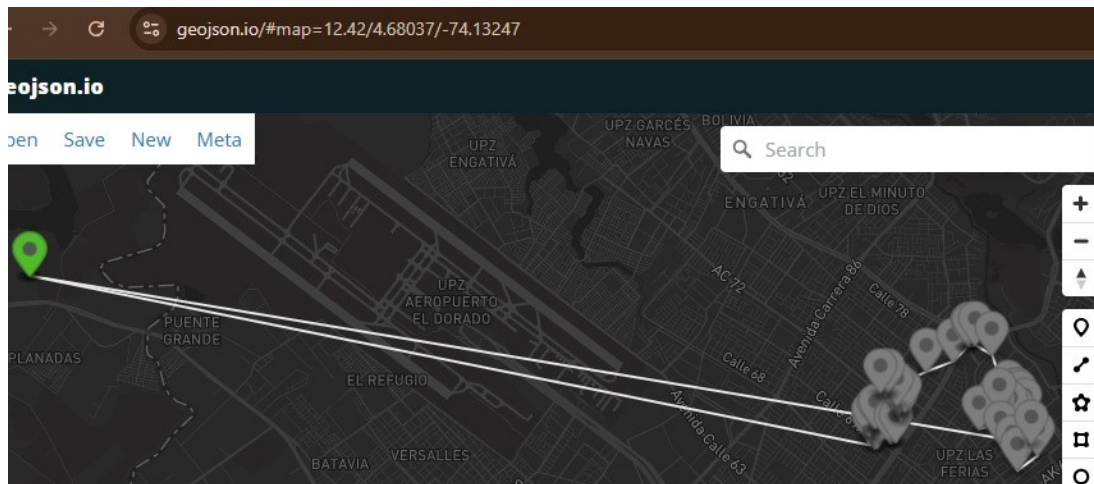 geojson.io/#map=12.42/4.68037/-74.13247
eojson.io
pen Save New Meta
Search
UPZ GARCÉS
NAVAS
BOLIVIA
UPZ
ENGATIVÁ
ENGATIVÁ
UPZ EL MINUTO
DE DIOS
AC 72
Avenida Carrera 86
Calle 78
UPZ
AEROPUERTO
EL DORADO
PUENTE
GRANDE
PLANADAS
EL REFUGIO
Calle 68
Avenida Calle 63
VERSALLES
BATAVIA
UPZ LAS
FERIAS